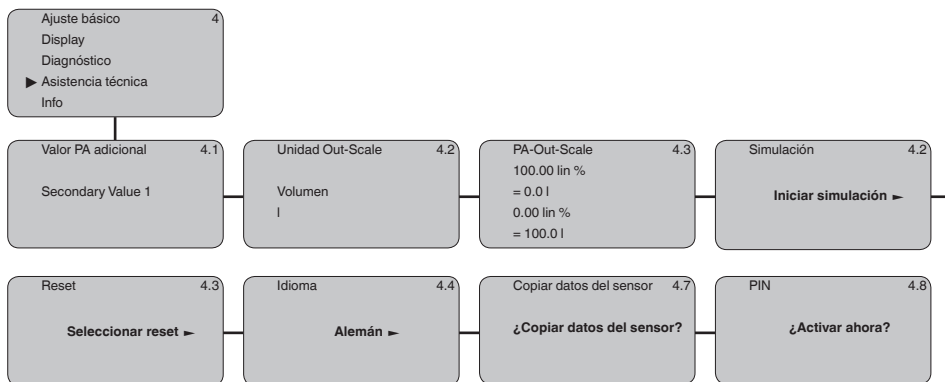 Ajuste básico 4
Display
Diagnóstico
▶ Asistencia técnica
Info
Valor PA adicional 4.1
Secondary Value 1
Unidad Out-Scale 4.2
Volumen
l
PA-Out-Scale 4.3
100.00 lin %
= 0.0 l
0.00 lin %
= 100.0 l
Simulación 4.2
Iniciar simulación ►
Reset 4.3
Seleccionar reset ►
Idioma 4.4
Alemán ►
Copiar datos del sensor 4.7
¿Copiar datos del sensor?
PIN 4.8
¿Activar ahora?